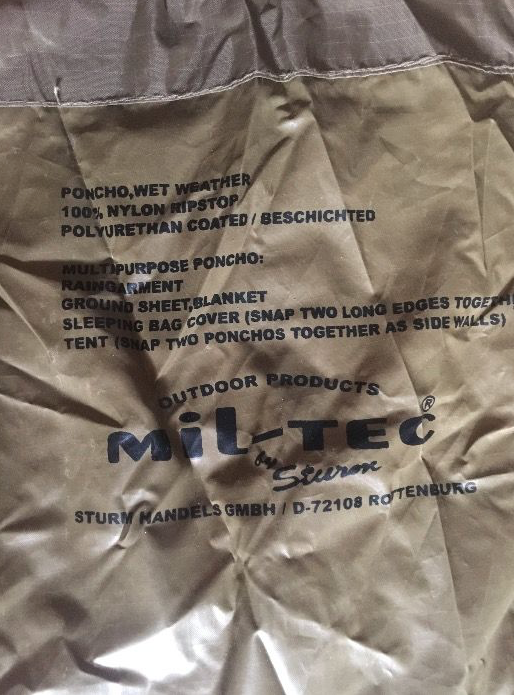 PONCHO,WET WEATHER
100% NYLON RIPSTOP
POLYURETHAN COATED / BESCHICHTED
MULTIPURPOSE PONCHO:
RAINGARMENT
GROUND SHEET,BLANKET
SLEEPING BAG COVER (SNAP TWO LONG EDGES
TENT (SNAP TWO PONCHOS TOGETHER AS SIDE WALLS)
OUTDOOR PRODUCTS
MiL-TEC®
by Sturm
STURM HANDELS GMBH / D-72108 ROTTENBURG